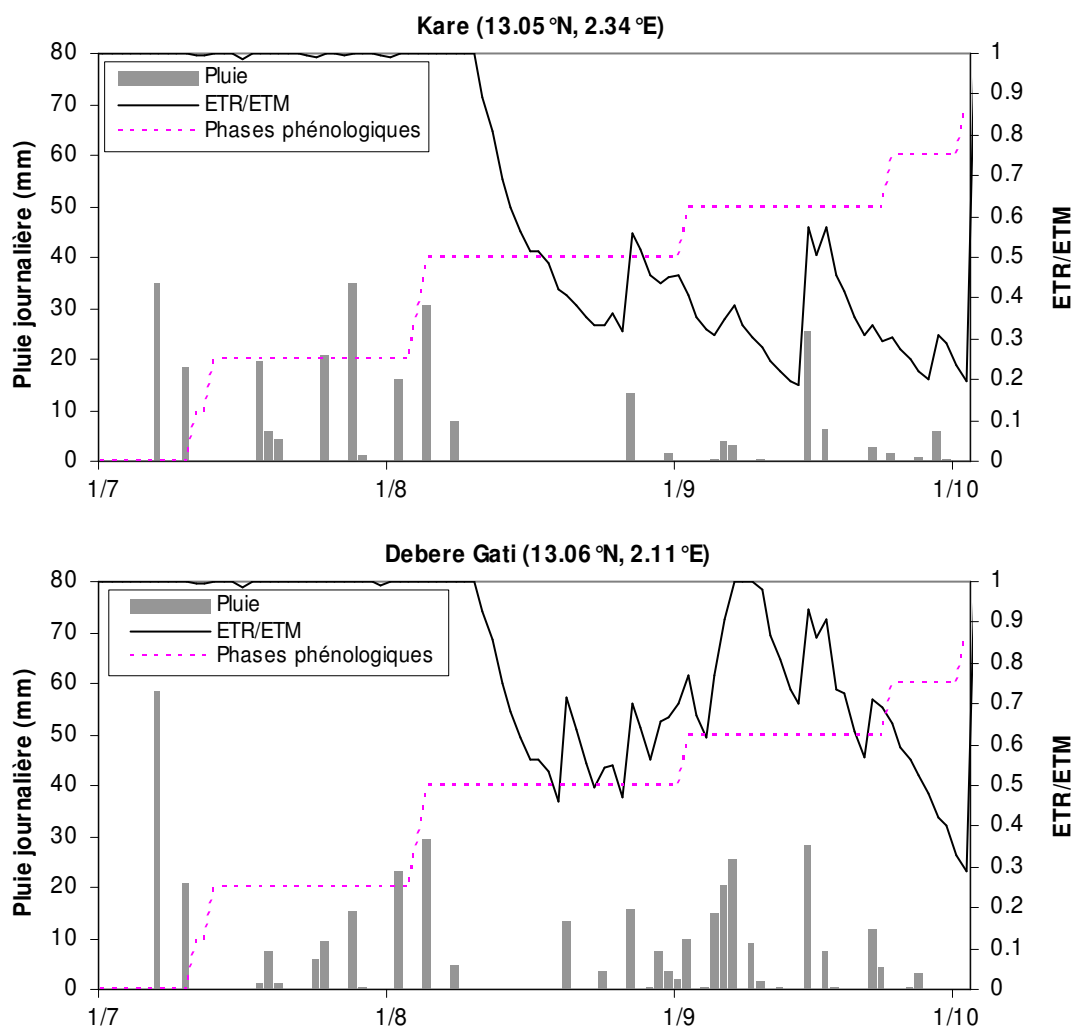 Kare (13.05°N, 2.34°E)
Pluie journalière (mm)
80
70
60
50
40
30
20
10
0
Pluie
ETR/ETM
Phases phénologiques
1
0.9
0.8
0.7
0.6
0.5
0.4
0.3
0.2
0.1
0
ETR/ETM
1/7 1/8 1/9 1/10
Debere Gati (13.06°N, 2.11°E)
Pluie journalière (mm)
80
70
60
50
40
30
20
10
0
Pluie
ETR/ETM
Phases phénologiques
1
0.9
0.8
0.7
0.6
0.5
0.4
0.3
0.2
0.1
0
ETR/ETM
1/7 1/8 1/9 1/10